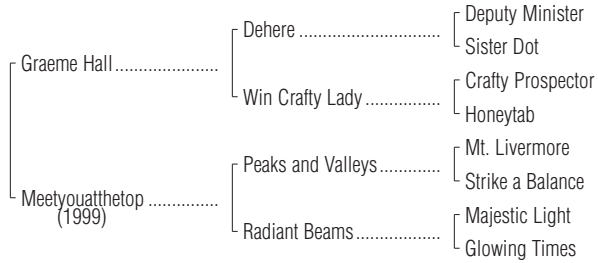 Deputy Minister
Dehere ..............................
Sister Dot
Graeme Hall ......................
Crafty Prospector
Win Crafty Lady ................
Honeytab
Mt. Livermore
Peaks and Valleys .............
Strike a Balance
Meetyouatthetop ...............
(1999)
Majestic Light
Radiant Beams ..................
Glowing Times